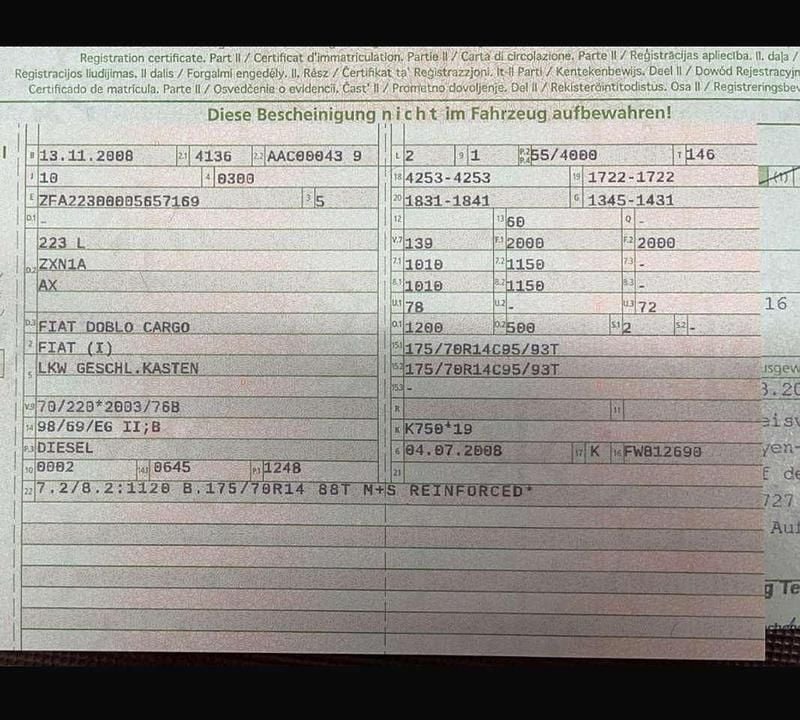 Registration certificate. Part II / Certificat d'immatriculation. Partie II / Carta di circolazione. Parte II / Reģistrācijas apliecība. II. daļa /
Registracijos liudijimas. II dalis / Forgalmi engedély. II. Rész / Ċertifikat ta' Reġistrazzjoni. It-II Parti / Kentekenbewijs. Deel II / Dowód Rejestracyjn
Certificado de matrícula. Parte II / Osvedčenie o evidencii. Časť II / Prometno dovoljenje. Del II / Rekisteröintitodistus. Osa II / Registreringsbev
Diese Bescheinigung nicht im Fahrzeug aufbewahren!
B 13.11.2008 2.1 4136 2.2 AAC00043 9 L 2 9 1 P.2 P.4 55/4000 T 146
J 10 4 0300 18 4253-4253 19 1722-1722
E ZFA22300005657169 3 5 20 1831-1841 G 1345-1431
D.1 - 12 13 60 Q -
223 L V.7 139 F.1 2000 F.2 2000
D.2 ZXN1A 7.1 1010 7.2 1150 7.3 -
AX 8.1 1010 8.2 1150 8.3 -
U.1 78 U.2 - U.3 72
16
D.3 FIAT DOBLO CARGO O.1 1200 O.2 500 S.1 2 S.2 -
2 FIAT (I) 15.1 175/70R14C95/93T
5 LKW GESCHL.KASTEN 15.2 175/70R14C95/93T
15.3 -
V.9 70/220*2003/76B R 11
14 98/69/EG II;B K K750*19
P.3 DIESEL 6 04.07.2008 17 K 16 FW812690
10 0002 14.1 0645 P.1 1248 21
22 7.2/8.2:1120 B.175/70R14 88T M+S REINFORCED*
727
Auf
g Te